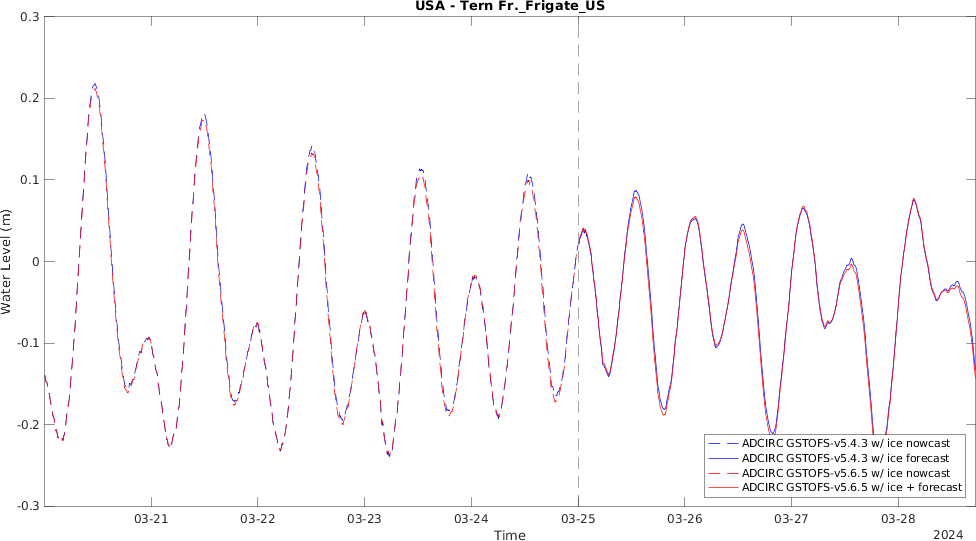 USA - Tern Fr._Frigate_US
0.3
0.2
0.1
0
-0.1
-0.2
-0.3
Water Level (m)
03-21
03-22
03-23
03-24
03-25
03-26
03-27
03-28
Time
2024
ADCIRC GSTOFS-v5.4.3 w/ ice nowcast
ADCIRC GSTOFS-v5.4.3 w/ ice forecast
ADCIRC GSTOFS-v5.6.5 w/ ice nowcast
ADCIRC GSTOFS-v5.6.5 w/ ice + forecast